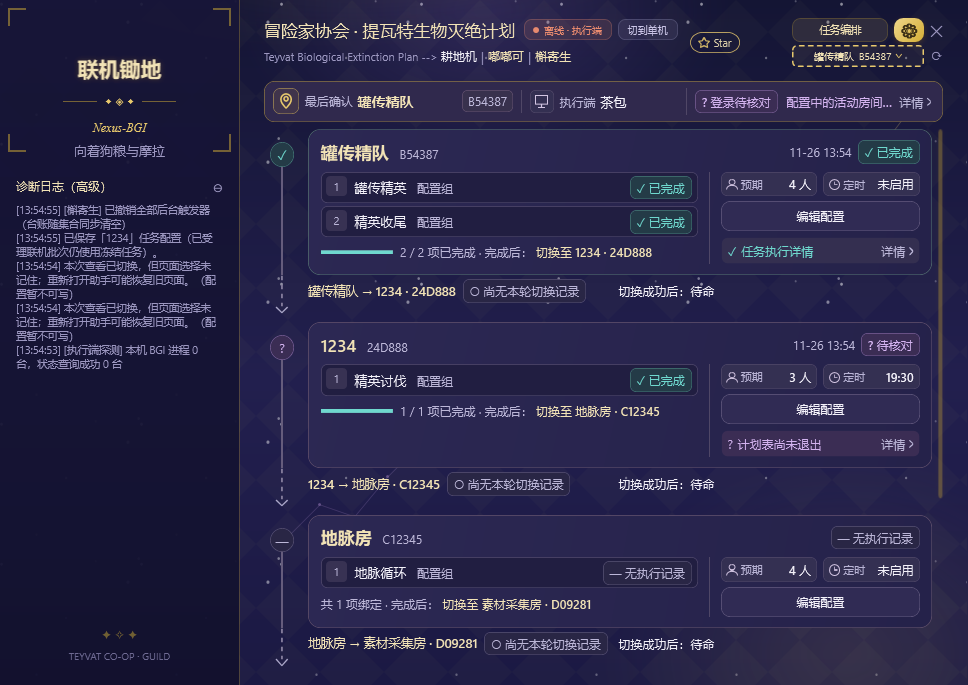 联机锄地
Nexus-BGI
向着狗粮与摩拉
诊断日志（高级）
[13:54:55] [槲寄生] 已撤销全部后台触发器
（台账随集合同步清空）
[13:54:55] 已保存「1234」任务配置（已受
理联机批次仍使用冻结任务）。
[13:54:54] 本次查看已切换，但页面选择未
记住；重新打开助手可能恢复旧页面。（配
置暂不可写）
[13:54:54] 本次查看已切换，但页面选择未
记住；重新打开助手可能恢复旧页面。（配
置暂不可写）
[13:54:53] [执行端探测] 本机 BGI 进程 0
台，状态查询成功 0 台
TEYVAT CO-OP · GUILD
冒险家协会 · 提瓦特生物灭绝计划
离线 · 执行端
切到单机
Star
任务编排
Teyvat Biological-Extinction Plan --> 耕地机 | 嘟嘟可 | 槲寄生
罐传精队 B54387
最后确认 罐传精队 B54387
执行端 茶包
? 登录待核对 配置中的活动房间... 详情
罐传精队 B54387
11-26 13:54 ✓ 已完成
1 罐传精英 配置组 ✓ 已完成
2 精英收尾 配置组 ✓ 已完成
2 / 2 项已完成 · 完成后： 切换至 1234 · 24D888
预期 4 人 定时 未启用
编辑配置
✓ 任务执行详情 详情
罐传精队 → 1234 · 24D888 尚无本轮切换记录 切换成功后：待命
?
1234 24D888
11-26 13:54 ? 待核对
1 精英讨伐 配置组 ✓ 已完成
1 / 1 项已完成 · 完成后： 切换至 地脉房 · C12345
预期 3 人 定时 19:30
编辑配置
? 计划表尚未退出 详情
1234 → 地脉房 · C12345 尚无本轮切换记录 切换成功后：待命
地脉房 C12345
— 无执行记录
1 地脉循环 配置组 — 无执行记录
共 1 项绑定 · 完成后： 切换至 素材采集房 · D09281
预期 4 人 定时 未启用
编辑配置
地脉房 → 素材采集房 · D09281 尚无本轮切换记录 切换成功后：待命